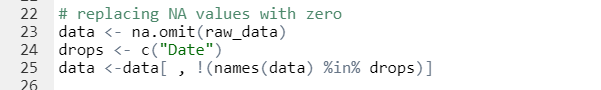 22 # replacing NA values with zero
23 data <- na.omit(raw_data)
24 drops <- c("Date")
25 data <-data[ , !(names(data) %in% drops)]
26